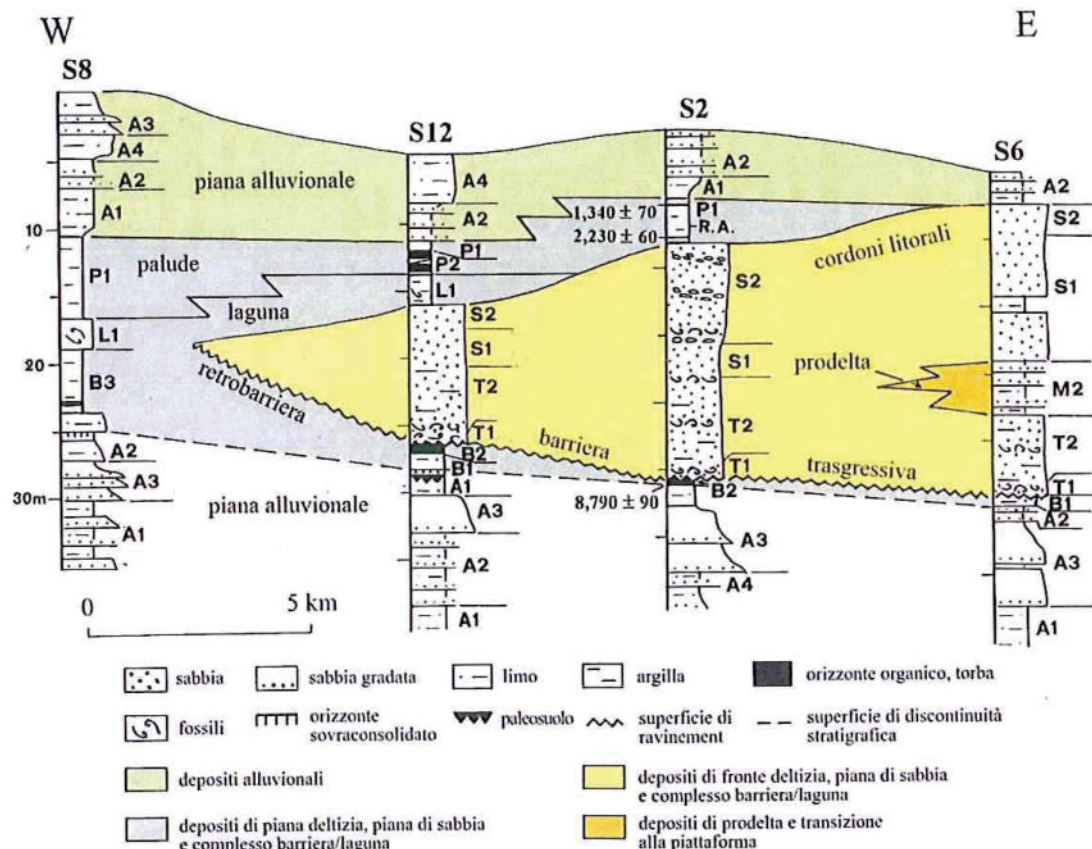 W
E
S8
S12
S2
S6
A3
A4
A2
A1
P1
L1
B3
A2
A3
A1
10
20
30m
piana alluvionale
palude
laguna
retrobarriera
piana alluvionale
A4
A2
P1
P2
L1
S2
S1
T2
T1
B2
B1
A1
A3
A2
A1
1,340 ± 70
2,230 ± 60
8,790 ± 90
A2
A1
P1
R.A.
S2
S1
T2
T1
B2
A3
A4
cordoni litorali
prodelta
barriera
trasgressiva
A2
S2
S1
M2
T2
T1
B1
A2
A3
A1
0
5 km
sabbia
sabbia gradata
limo
argilla
orizzonte organico, torba
fossili
orizzonte
sovraconsolidato
paleosuolo
superficie di
ravinement
superficie di discontinuità
stratigrafica
depositi alluvionali
depositi di piana deltizia, piana di sabbia
e complesso barriera/laguna
depositi di fronte deltizia, piana di sabbia
e complesso barriera/laguna
depositi di prodelta e transizione
alla piattaforma